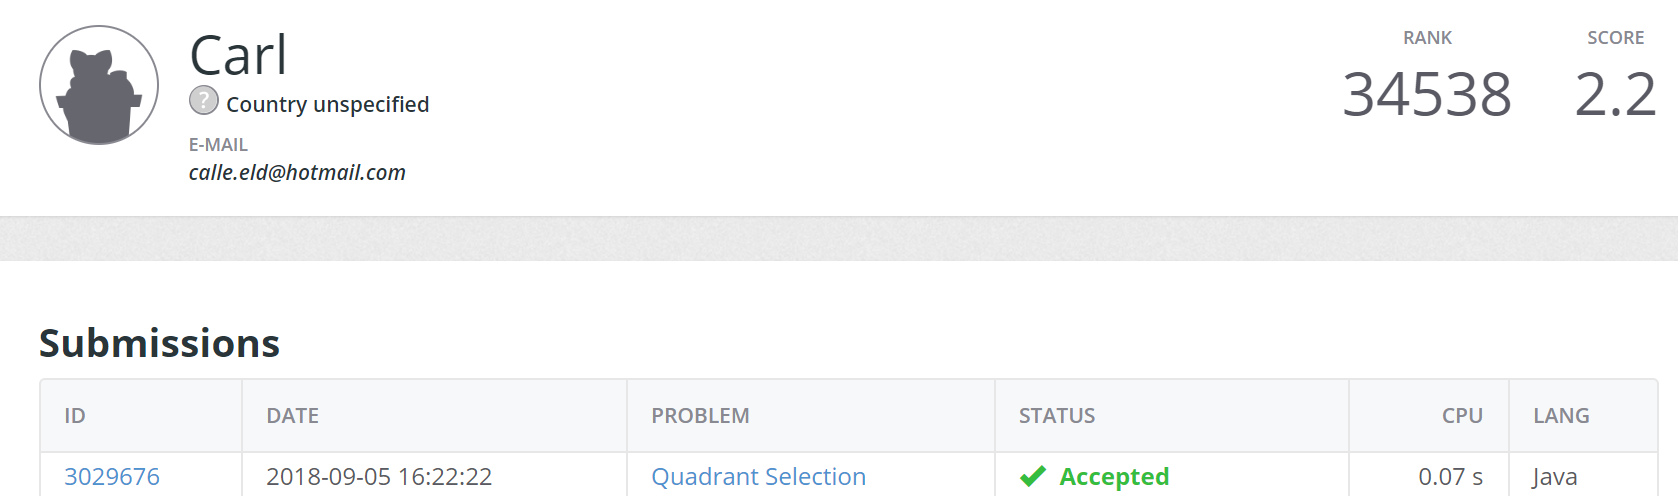 Carl
? Country unspecified
E-MAIL
calle.eld@hotmail.com
RANK SCORE
34538 2.2
Submissions
ID DATE PROBLEM STATUS CPU LANG
3029676 2018-09-05 16:22:22 Quadrant Selection Accepted 0.07 s Java